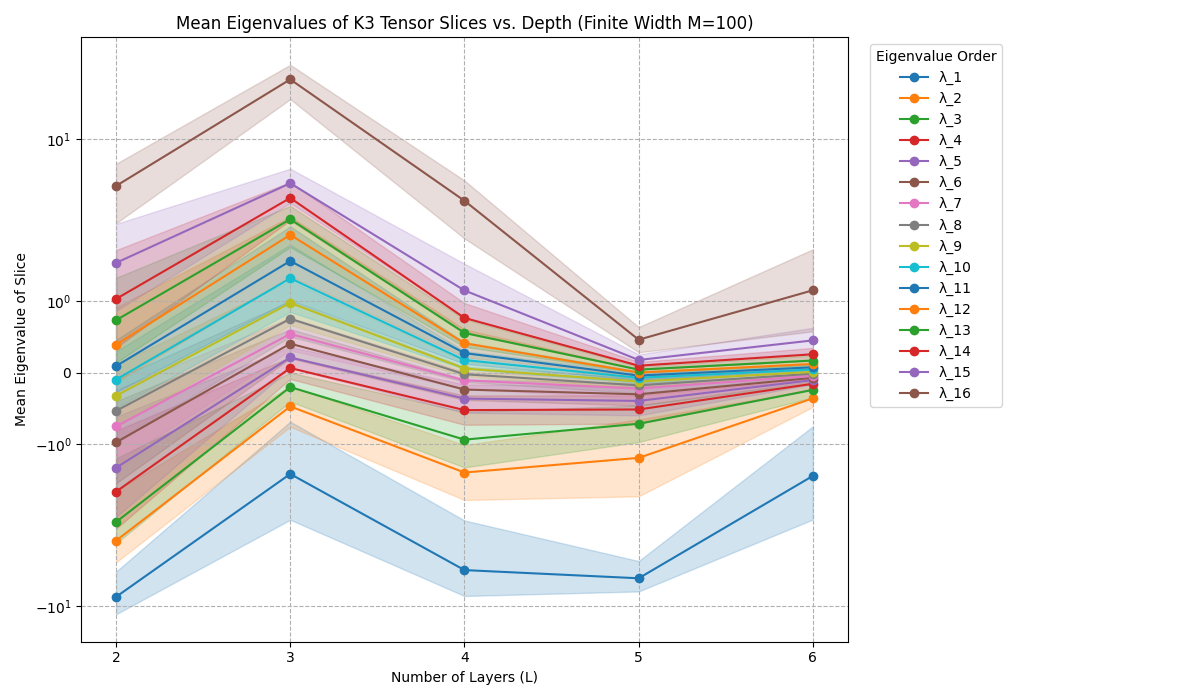 Mean Eigenvalues of K3 Tensor Slices vs. Depth (Finite Width M=100)
Mean Eigenvalue of Slice
10¹
10⁰
0
−10⁰
−10¹
2 3 4 5 6
Number of Layers (L)
Eigenvalue Order
λ_1
λ_2
λ_3
λ_4
λ_5
λ_6
λ_7
λ_8
λ_9
λ_10
λ_11
λ_12
λ_13
λ_14
λ_15
λ_16